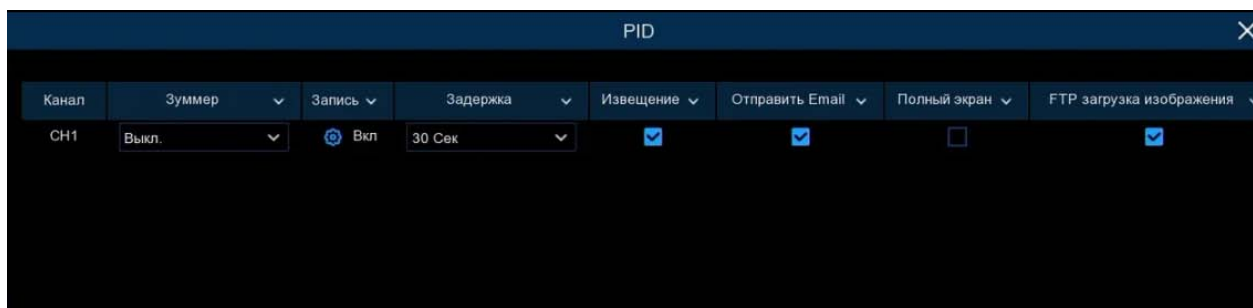 PID
Канал Зуммер Запись Задержка Извещение Отправить Email Полный экран FTP загрузка изображения
CH1 Выкл. Вкл 30 Сек